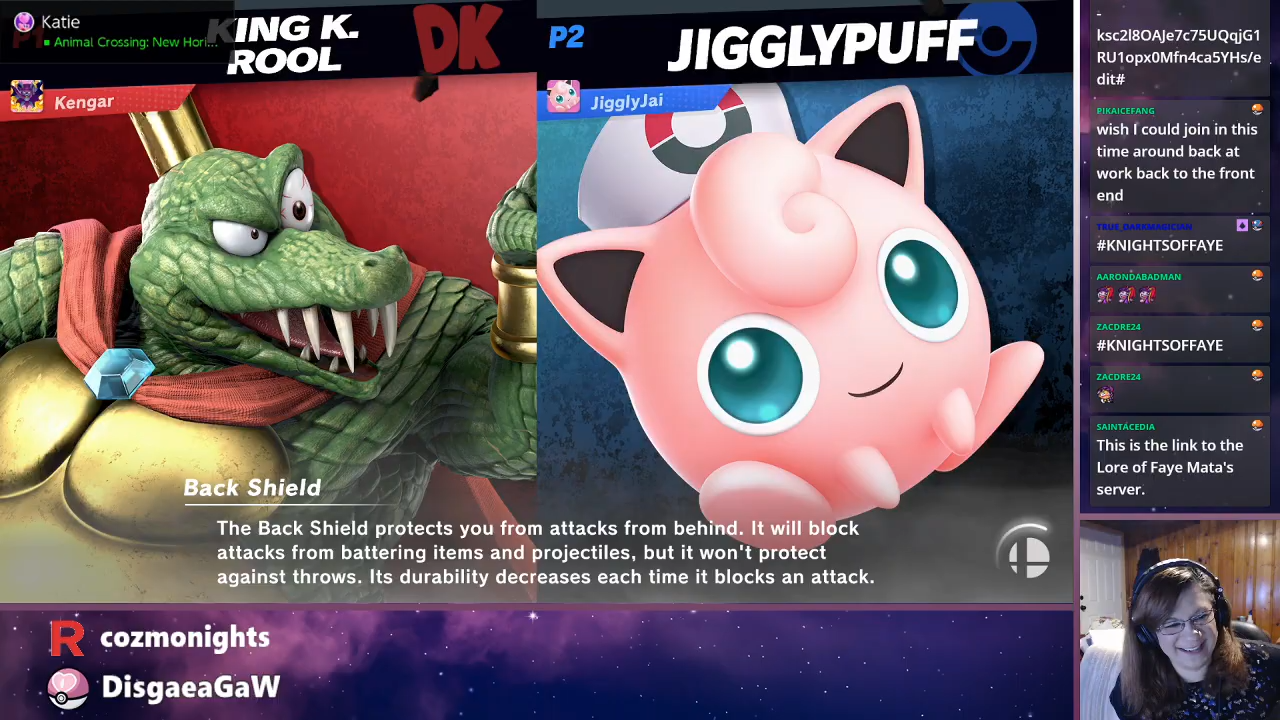 Katie
Animal Crossing: New Hori...
KING K.
ROOL
DK
Kengar
P2
JIGGLYPUFF
JigglyJai
Back Shield
The Back Shield protects you from attacks from behind. It will block
attacks from battering items and projectiles, but it won't protect
against throws. Its durability decreases each time it blocks an attack.
R cozmonights
DisgaeaGaW
-
ksc2l8OAJe7c75UQqjG1
RU1opx0Mfn4ca5YHs/e
dit#
PIKAICEFANG
wish I could join in this
time around back at
work back to the front
end
TRUE_DARKMAGICIAN
#KNIGHTSOFFAYE
AARONDABADMAN
ZACDRE24
#KNIGHTSOFFAYE
ZACDRE24
SAINTACEDIA
This is the link to the
Lore of Faye Mata's
server.